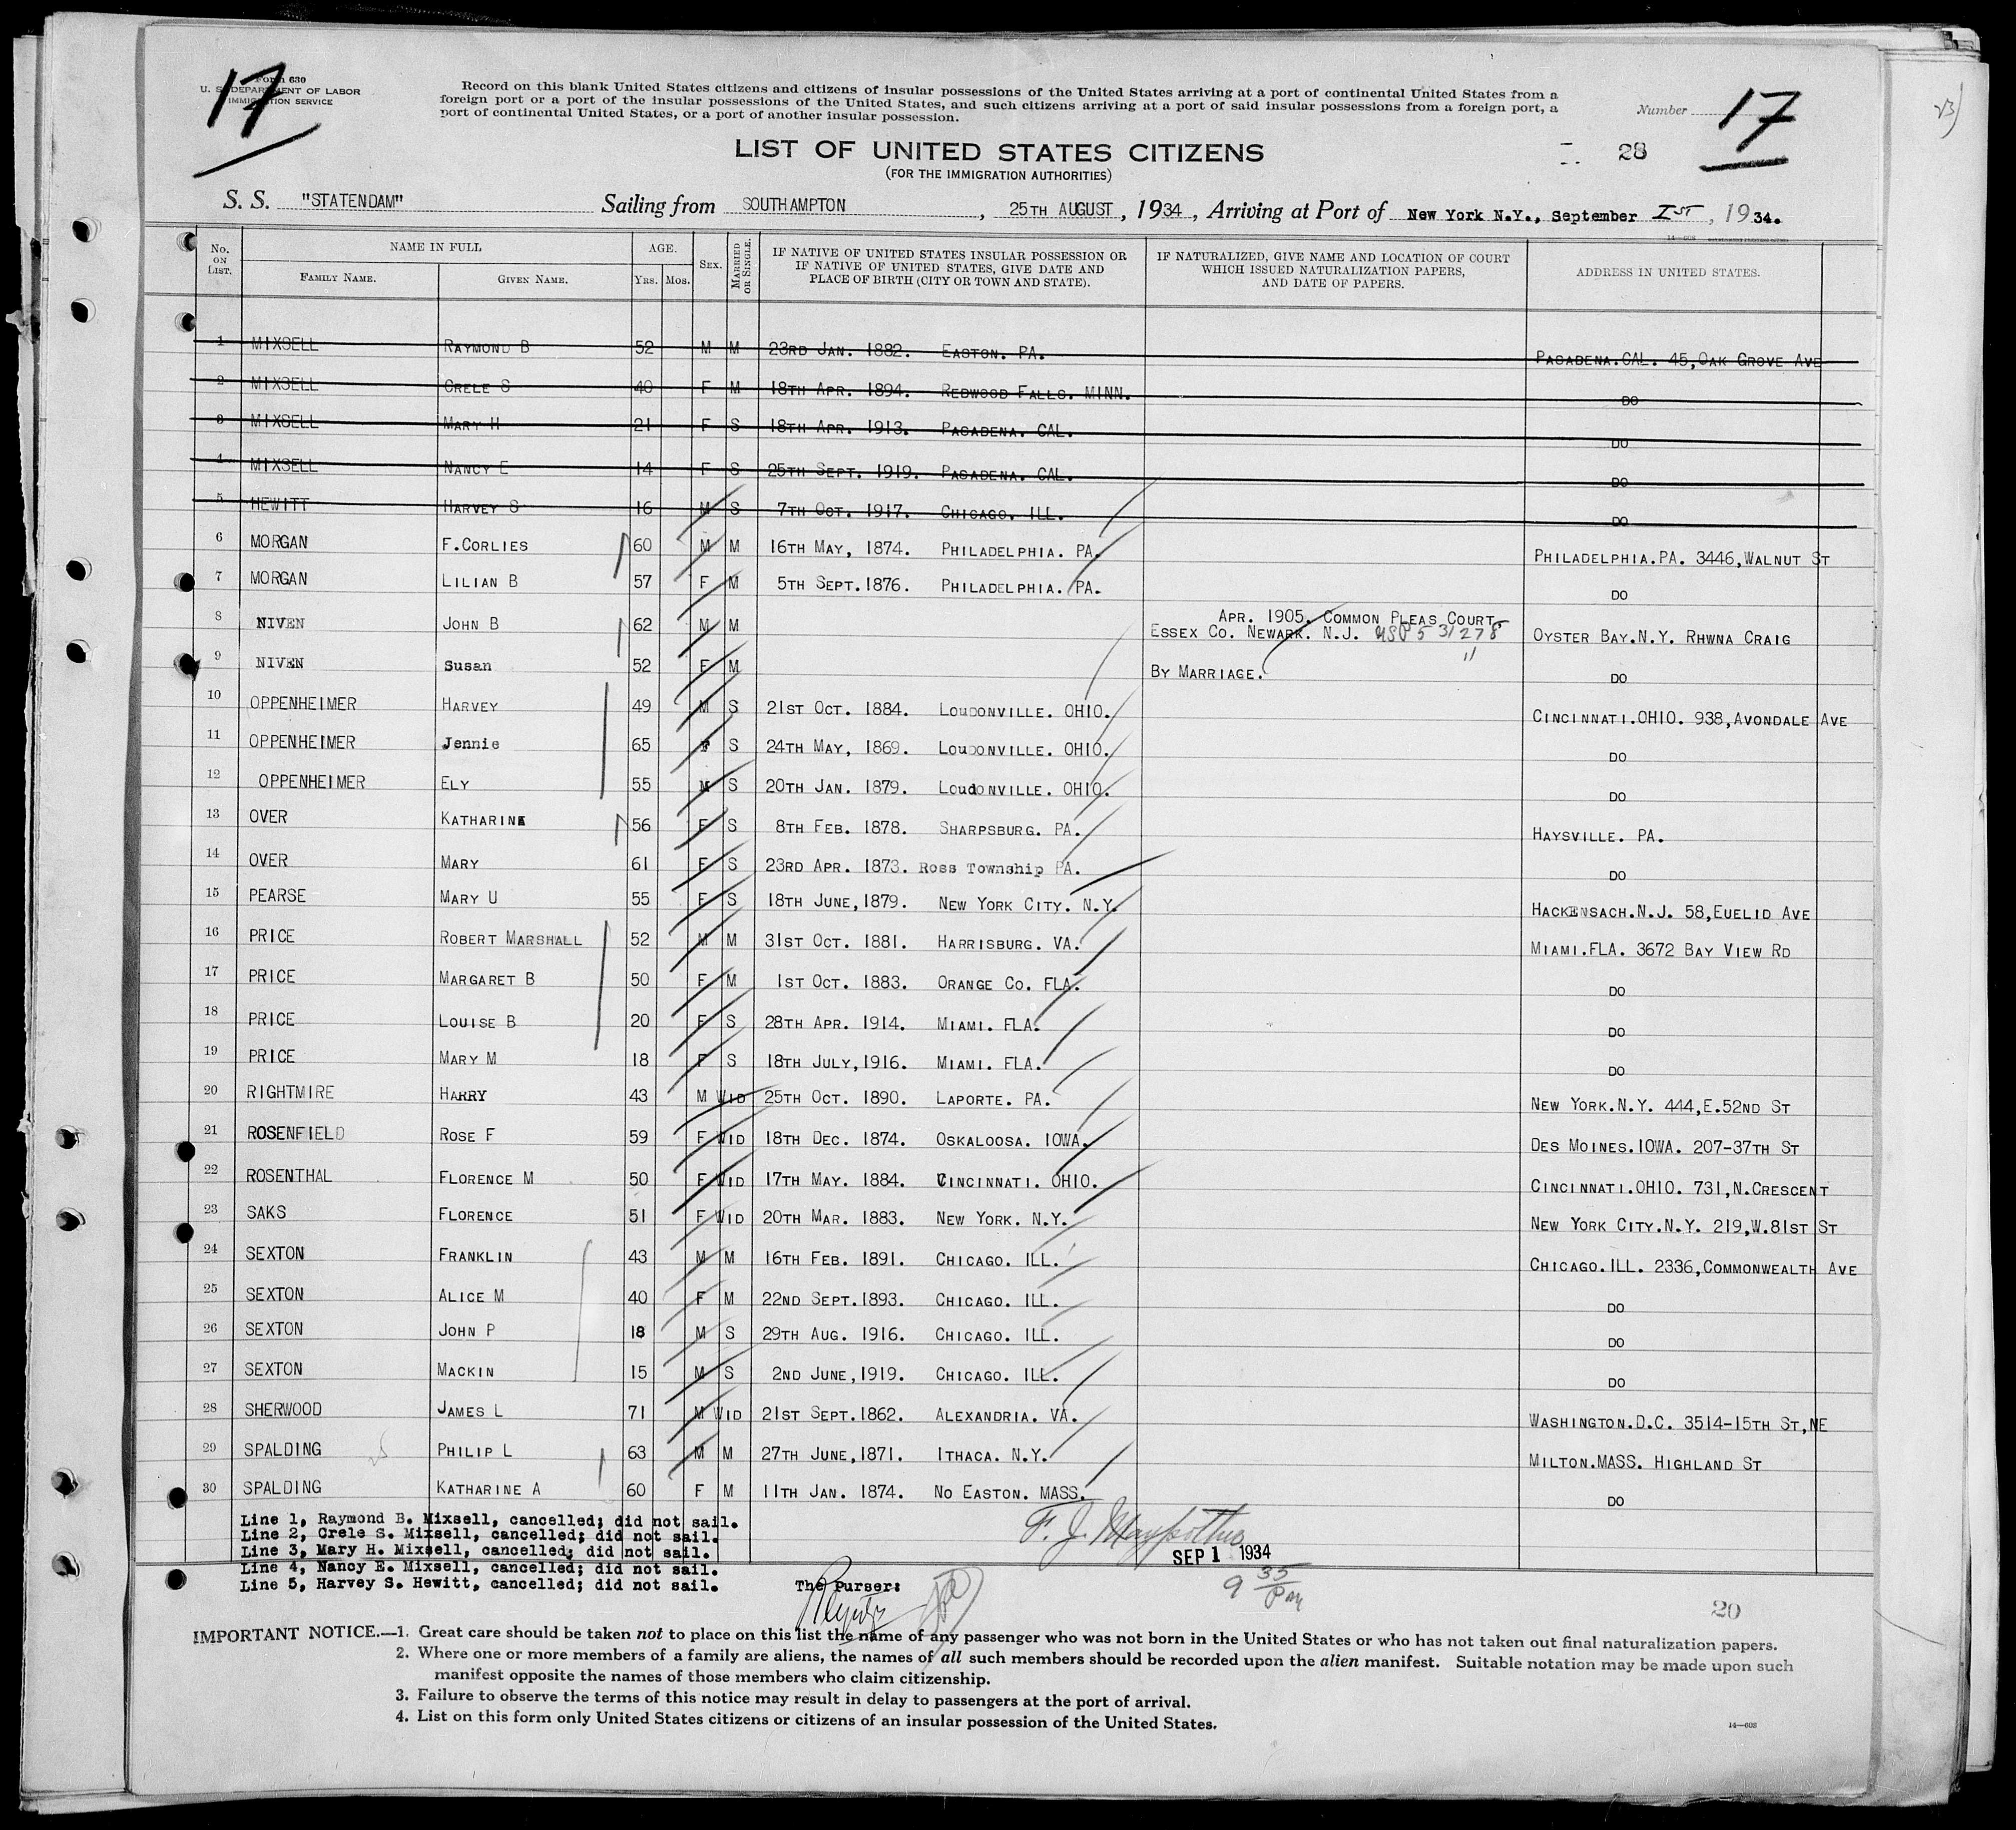 17
Form 630
U. S. DEPARTMENT OF LABOR
IMMIGRATION SERVICE
Record on this blank United States citizens and citizens of insular possessions of the United States arriving at a port of continental United States from a
foreign port or a port of the insular possessions of the United States, and such citizens arriving at a port of said insular possessions from a foreign port, a
port of continental United States, or a port of another insular possession.
Number 17
LIST OF UNITED STATES CITIZENS
(FOR THE IMMIGRATION AUTHORITIES)
28
S. S. "STATENDAM" Sailing from SOUTHAMPTON, 25TH AUGUST, 1934, Arriving at Port of New York N.Y., September IST, 1934.
No. ON LIST. NAME IN FULL FAMILY NAME. GIVEN NAME. AGE. YRS. MOS. SEX. MARRIED OR SINGLE. IF NATIVE OF UNITED STATES INSULAR POSSESSION OR IF NATIVE OF UNITED STATES, GIVE DATE AND PLACE OF BIRTH (CITY OR TOWN AND STATE). IF NATURALIZED, GIVE NAME AND LOCATION OF COURT WHICH ISSUED NATURALIZATION PAPERS, AND DATE OF PAPERS. ADDRESS IN UNITED STATES.
1 MIXSELL RAYMOND B 52 M M 23RD JAN. 1882. EASTON. PA. PASADENA.CAL. 45,OAK GROVE AVE
2 MIXSELL CRELE S 40 F M 18TH APR. 1894. REDWOOD FALLS. MINN. DO
3 MIXSELL MARY H 21 F S 18TH APR. 1913. PASADENA. CAL. DO
4 MIXSELL NANCY E 14 F S 25TH SEPT. 1919. PASADENA. CAL. DO
5 HEWITT HARVEY S 16 M S 7TH OCT. 1917. CHICAGO. ILL. DO
6 MORGAN F.CORLIES 60 M M 16TH MAY, 1874. PHILADELPHIA. PA. PHILADELPHIA.PA. 3446,WALNUT ST
7 MORGAN LILIAN B 57 F M 5TH SEPT.1876. PHILADELPHIA. PA. DO
8 NIVEN JOHN B 62 M M APR. 1905. COMMON PLEAS COURT. ESSEX CO. NEWARK. N.J. USP 531278 OYSTER BAY.N.Y. RHWNA CRAIG
9 NIVEN Susan 52 F M BY MARRIAGE. " DO
10 OPPENHEIMER HARVEY 49 M S 21ST OCT. 1884. LOUDONVILLE. OHIO. CINCINNATI.OHIO. 938,AVONDALE AVE
11 OPPENHEIMER Jennie 65 F S 24TH MAY, 1869. LOUDONVILLE. OHIO. DO
12 OPPENHEIMER ELY 55 M S 20TH JAN. 1879. LOUDONVILLE. OHIO. DO
13 OVER KATHARINE 56 F S 8TH FEB. 1878. SHARPSBURG. PA. HAYSVILLE. PA.
14 OVER MARY 61 F S 23RD APR. 1873. Ross Township PA. DO
15 PEARSE MARY U 55 F S 18TH JUNE,1879. NEW YORK CITY. N.Y. HACKENSACH.N.J. 58,EUELID AVE
16 PRICE ROBERT MARSHALL 52 M M 31ST OCT. 1881. HARRISBURG. VA. MIAMI.FLA. 3672 BAY VIEW RD
17 PRICE MARGARET B 50 F M 1ST OCT. 1883. ORANGE CO. FLA. DO
18 PRICE LOUISE B 20 F S 28TH APR. 1914. MIAMI. FLA. DO
19 PRICE MARY M 18 F S 18TH JULY,1916. MIAMI. FLA. DO
20 RIGHTMIRE HARRY 43 M WID 25TH OCT. 1890. LAPORTE. PA. NEW YORK.N.Y. 444,E.52ND ST
21 ROSENFIELD ROSE F 59 F WID 18TH DEC. 1874. OSKALOOSA. IOWA. DES MOINES.IOWA. 207-37TH ST
22 ROSENTHAL FLORENCE M 50 F WID 17TH MAY. 1884. CINCINNATI. OHIO. CINCINNATI.OHIO. 731,N.CRESCENT
23 SAKS FLORENCE 51 F WID 20TH MAR. 1883. NEW YORK. N.Y. NEW YORK CITY.N.Y. 219,W.81ST ST
24 SEXTON FRANKLIN 43 M M 16TH FEB. 1891. CHICAGO. ILL. CHICAGO.ILL. 2336,COMMONWEALTH AVE
25 SEXTON ALICE M 40 F M 22ND SEPT.1893. CHICAGO. ILL. DO
26 SEXTON JOHN P 18 M S 29TH AUG. 1916. CHICAGO. ILL. DO
27 SEXTON MACKIN 15 M S 2ND JUNE,1919. CHICAGO. ILL. DO
28 SHERWOOD JAMES L 71 M WID 21ST SEPT.1862. ALEXANDRIA. VA. WASHINGTON.D.C. 3514-15TH ST,NE
29 SPALDING PHILIP L 63 M M 27TH JUNE,1871. ITHACA. N.Y. MILTON.MASS. HIGHLAND ST
30 SPALDING KATHARINE A 60 F M 11TH JAN. 1874. NO EASTON. MASS. DO
Line 1, Raymond B. Mixsell, cancelled; did not sail.
Line 2, Crele S. Mixsell, cancelled; did not sail.
Line 3, Mary H. Mixsell, cancelled; did not sail.
Line 4, Nancy E. Mixsell, cancelled; did not sail.
Line 5, Harvey S. Hewitt, cancelled; did not sail.
SEP 1 1934
9 35 PM
The Purser:
20
IMPORTANT NOTICE.—1. Great care should be taken not to place on this list the name of any passenger who was not born in the United States or who has not taken out final naturalization papers.
2. Where one or more members of a family are aliens, the names of all such members should be recorded upon the alien manifest. Suitable notation may be made upon such
manifest opposite the names of those members who claim citizenship.
3. Failure to observe the terms of this notice may result in delay to passengers at the port of arrival.
4. List on this form only United States citizens or citizens of an insular possession of the United States.
14—608